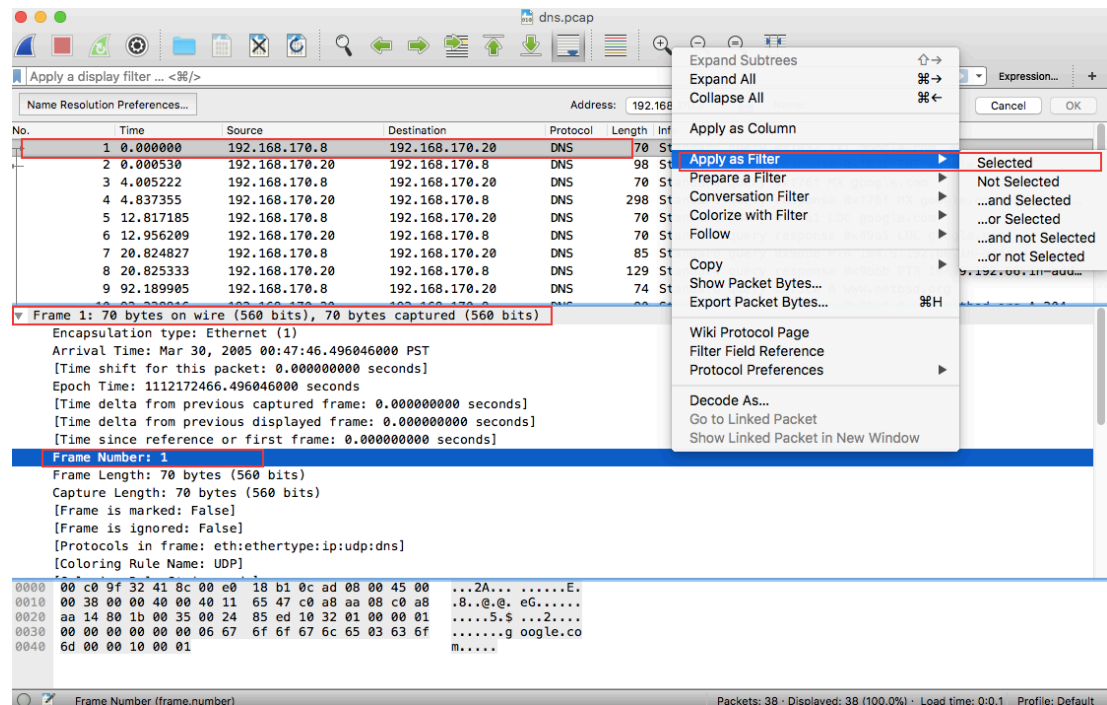 dns.pcap
Apply a display filter ... <⌘/>
Expression... +
Name Resolution Preferences...
Address: 192.168
Cancel OK
No. Time Source Destination Protocol Length Inf
1 0.000000 192.168.170.8 192.168.170.20 DNS 70 St
2 0.000530 192.168.170.20 192.168.170.8 DNS 98 St
3 4.005222 192.168.170.8 192.168.170.20 DNS 70 St
4 4.837355 192.168.170.20 192.168.170.8 DNS 298 St
5 12.817185 192.168.170.8 192.168.170.20 DNS 70 St
6 12.956209 192.168.170.20 192.168.170.8 DNS 70 St
7 20.824827 192.168.170.8 192.168.170.20 DNS 85 St
8 20.825333 192.168.170.20 192.168.170.8 DNS 129 St
9 92.189905 192.168.170.8 192.168.170.20 DNS 74 St
Expand Subtrees ⇧→
Expand All ⌘→
Collapse All ⌘←
Apply as Column
Apply as Filter
Prepare a Filter
Conversation Filter
Colorize with Filter
Follow
Copy
Show Packet Bytes...
Export Packet Bytes... ⌘H
Wiki Protocol Page
Filter Field Reference
Protocol Preferences
Decode As...
Go to Linked Packet
Show Linked Packet in New Window
Selected
Not Selected
...and Selected
...or Selected
...and not Selected
...or not Selected
Frame 1: 70 bytes on wire (560 bits), 70 bytes captured (560 bits)
Encapsulation type: Ethernet (1)
Arrival Time: Mar 30, 2005 00:47:46.496046000 PST
[Time shift for this packet: 0.000000000 seconds]
Epoch Time: 1112172466.496046000 seconds
[Time delta from previous captured frame: 0.000000000 seconds]
[Time delta from previous displayed frame: 0.000000000 seconds]
[Time since reference or first frame: 0.000000000 seconds]
Frame Number: 1
Frame Length: 70 bytes (560 bits)
Capture Length: 70 bytes (560 bits)
[Frame is marked: False]
[Frame is ignored: False]
[Protocols in frame: eth:ethertype:ip:udp:dns]
[Coloring Rule Name: UDP]
0000 00 c0 9f 32 41 8c 00 e0 18 b1 0c ad 08 00 45 00 ...2A... ......E.
0010 00 38 00 00 40 00 40 11 65 47 c0 a8 aa 08 c0 a8 .8..@.@. eG......
0020 aa 14 80 1b 00 35 00 24 85 ed 10 32 01 00 00 01 .....5.$ ...2....
0030 00 00 00 00 00 00 06 67 6f 6f 67 6c 65 03 63 6f .......g oogle.co
0040 6d 00 00 10 00 01 m.....
Frame Number (frame.number)
Packets: 38 · Displayed: 38 (100.0%) · Load time: 0:0.1 Profile: Default